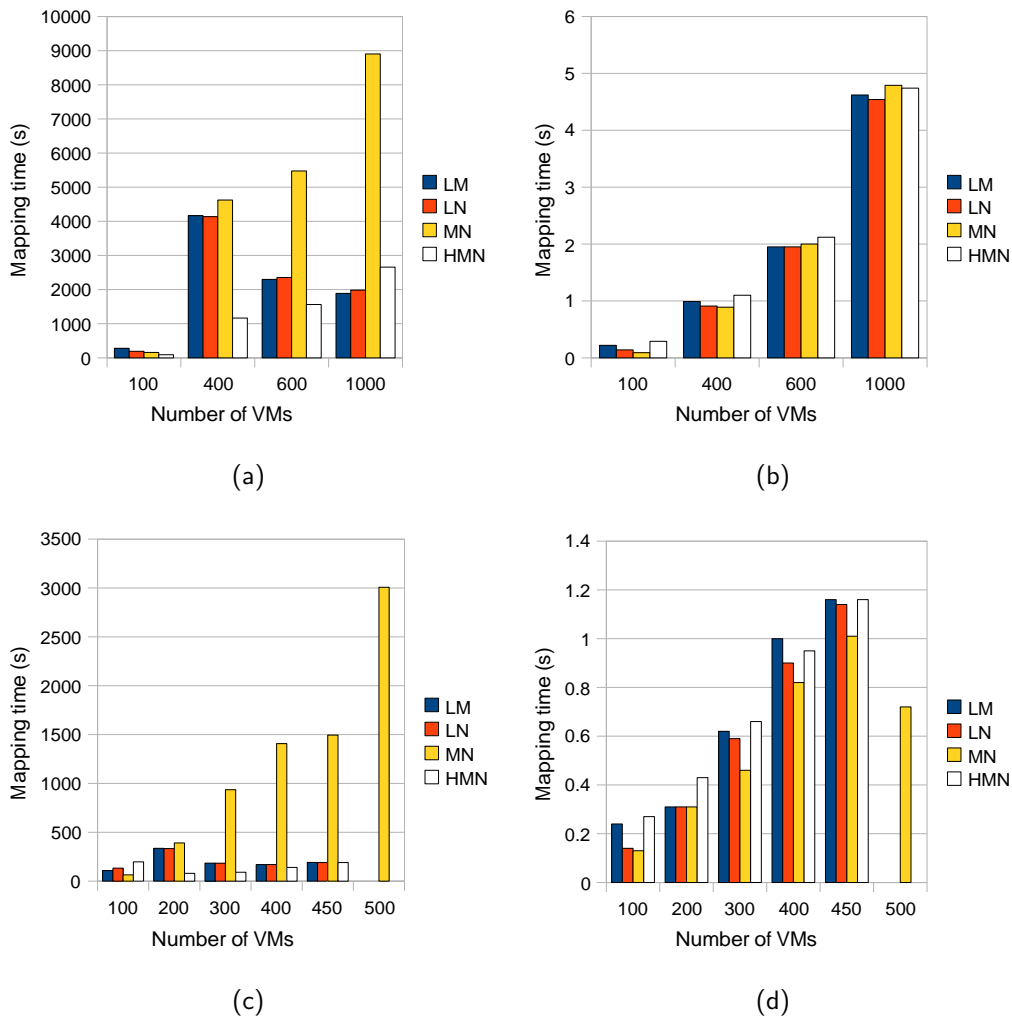 10000
9000
8000
7000
6000
5000
4000
3000
2000
1000
0
Mapping time (s)
100 400 600 1000
Number of VMs
LM
LN
MN
HMN
(a)
6
5
4
3
2
1
0
Mapping time (s)
100 400 600 1000
Number of VMs
LM
LN
MN
HMN
(b)
3500
3000
2500
2000
1500
1000
500
0
Mapping time (s)
100 200 300 400 450 500
Number of VMs
LM
LN
MN
HMN
(c)
1.4
1.2
1
0.8
0.6
0.4
0.2
0
Mapping time (s)
100 200 300 400 450 500
Number of VMs
LM
LN
MN
HMN
(d)